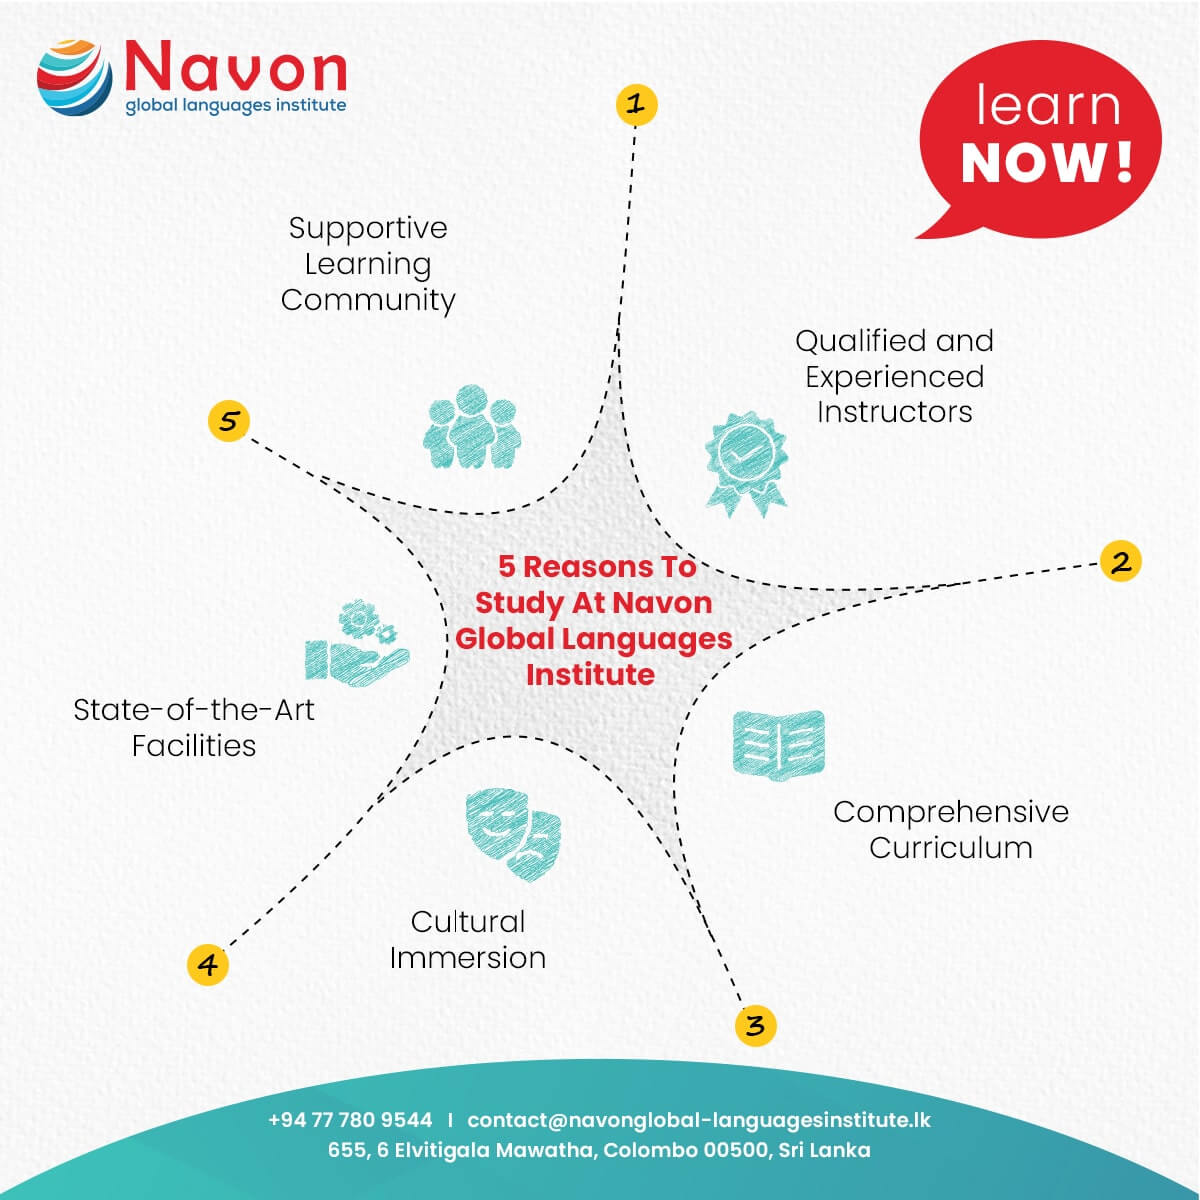 Navon
global languages institute
learn
NOW!
1
Qualified and
Experienced
Instructors
2
Comprehensive
Curriculum
3
Cultural
Immersion
4
State-of-the-Art
Facilities
5
Supportive
Learning
Community
5 Reasons To
Study At Navon
Global Languages
Institute
+94 77 780 9544 | contact@navonglobal-languagesinstitute.lk
655, 6 Elvitigala Mawatha, Colombo 00500, Sri Lanka